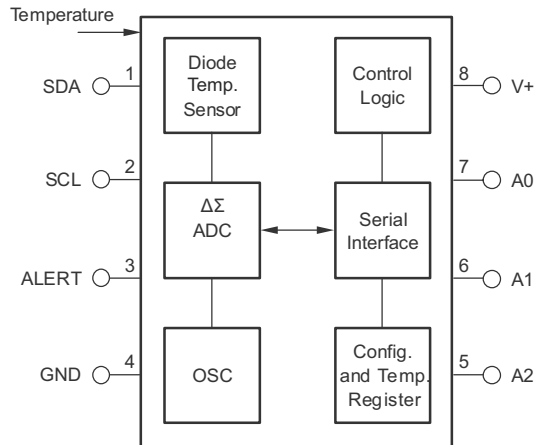 Temperature
SDA
1
Diode
Temp.
Sensor
Control
Logic
8
V+
SCL
2
ΔΣ
ADC
Serial
Interface
7
A0
ALERT
3
6
A1
GND
4
OSC
Config.
and Temp.
Register
5
A2